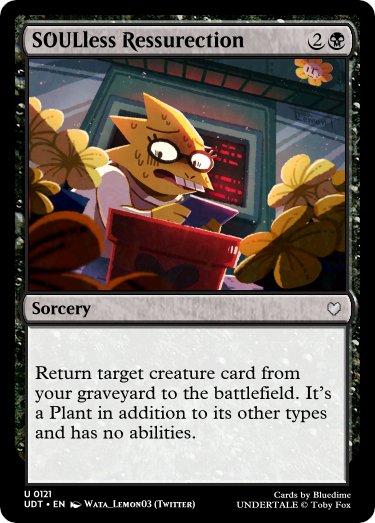 SOULless Ressurection 2
Sorcery
Return target creature card from
your graveyard to the battlefield. It's
a Plant in addition to its other types
and has no abilities.
U 0121
UDT • EN Wata_Lemon03 (Twitter)
Cards by Bluedime
UNDERTALE © Toby Fox